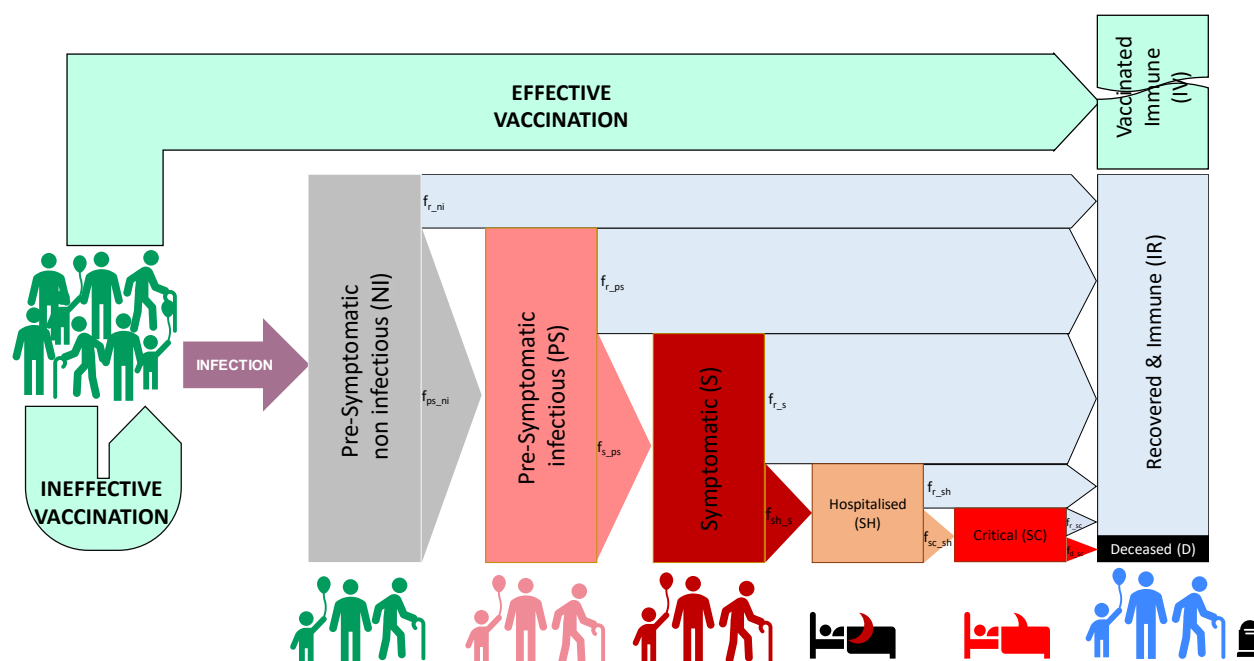 EFFECTIVE
VACCINATION
Vaccinated
Immune
(IV)
INEFFECTIVE
VACCINATION
INFECTION
Pre-Symptomatic
non infectious (NI)
f_r_ni
f_ps_ni
Pre-Symptomatic
infectious (PS)
f_r_ps
f_s_ps
Symptomatic (S)
f_r_s
f_sh_s
Hospitalised
(SH)
f_r_sh
f_sc_sh
Critical (SC)
f_r_sc
f_d_sc
Recovered & Immune (IR)
Deceased (D)